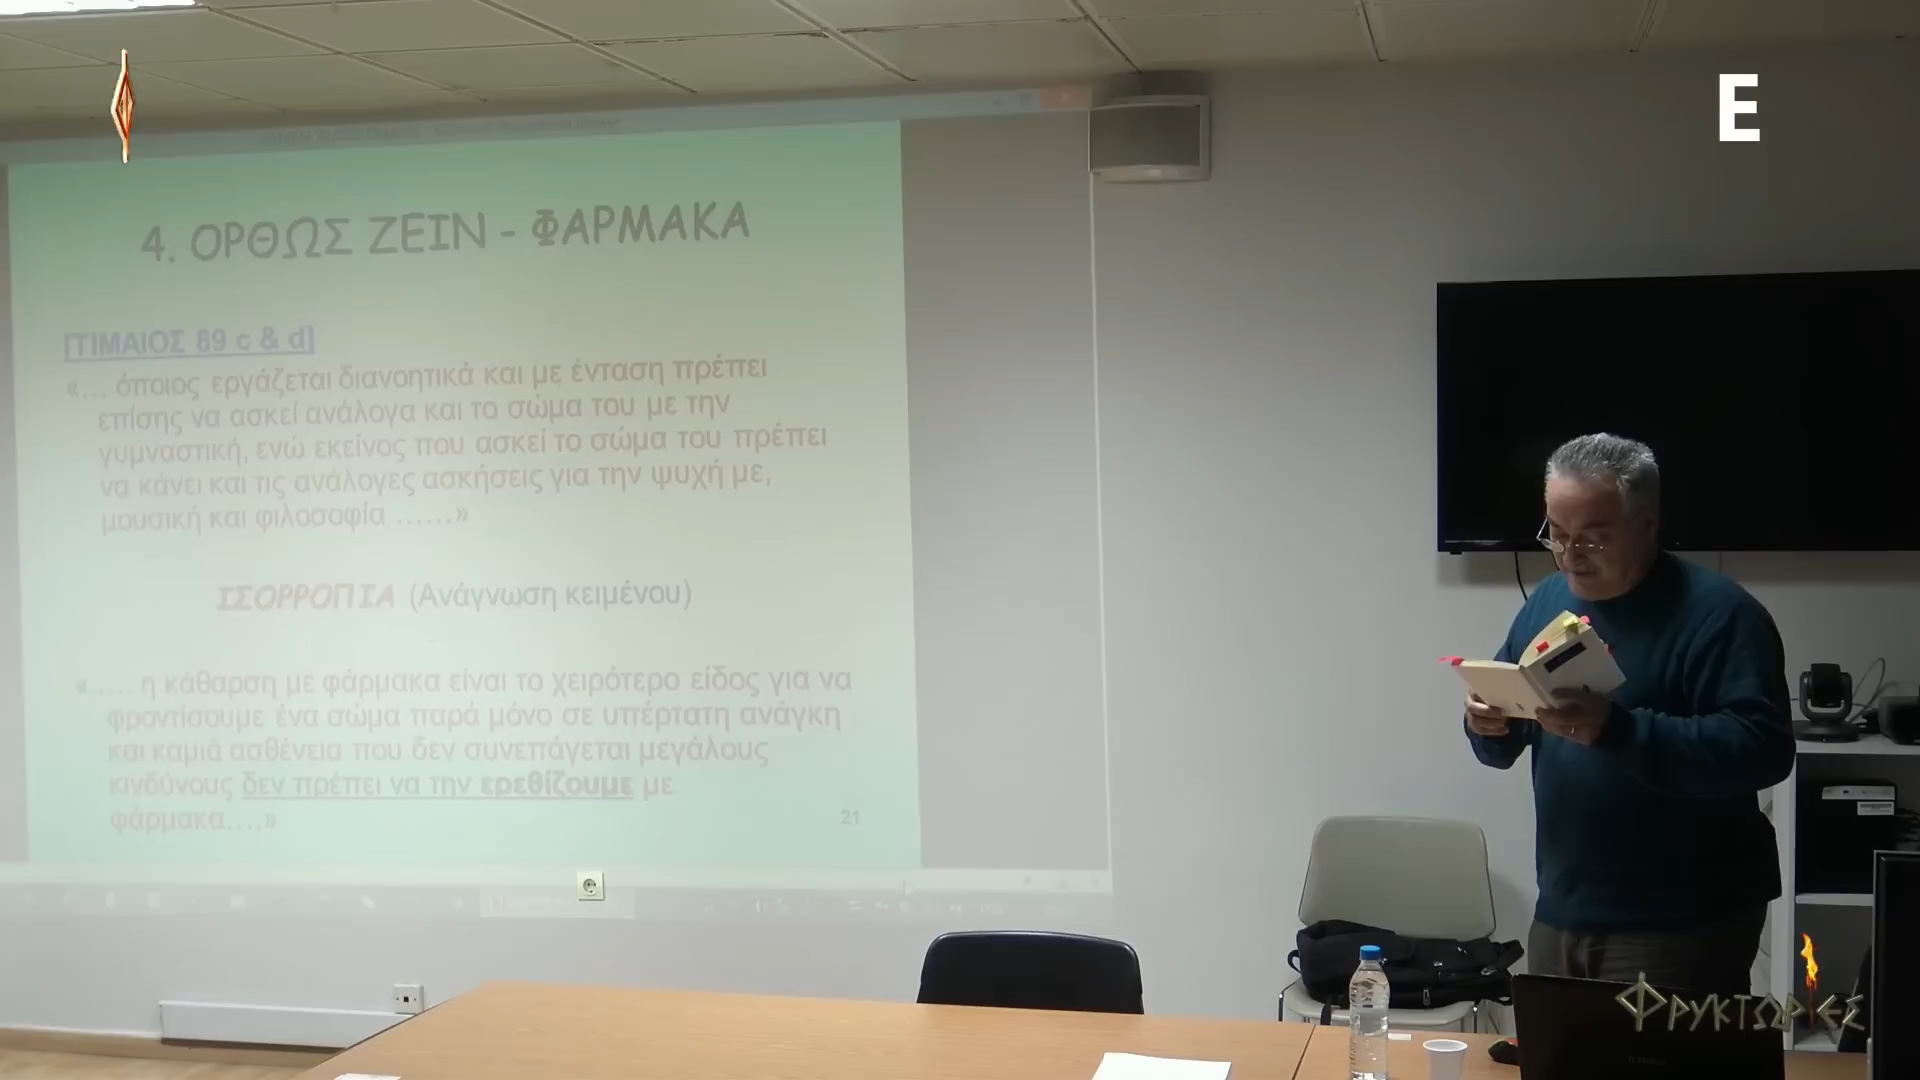 E
4. ΟΡΘΩΣ ΖΕΙΝ - ΦΑΡΜΑΚΑ
[ΤΙΜΑΙΟΣ 89 c & d]
«... όποιος εργάζεται διανοητικά και με ένταση πρέπει
επίσης να ασκεί ανάλογα και το σώμα του με την
γυμναστική, ενώ εκείνος που ασκεί το σώμα του πρέπει
να κάνει και τις ανάλογες ασκήσεις για την ψυχή με,
μουσική και φιλοσοφία ......»
ΙΣΟΡΡΟΠΙΑ (Ανάγνωση κειμένου)
«..... η κάθαρση με φάρμακα είναι το χειρότερο είδος για να
φροντίσουμε ένα σώμα παρά μόνο σε υπέρτατη ανάγκη
και καμιά ασθένεια που δεν συνεπάγεται μεγάλους
κινδύνους δεν πρέπει να την ερεθίζουμε με
φάρμακα....»
21
ΦΡΥΚΤΩΡΙΕΣ